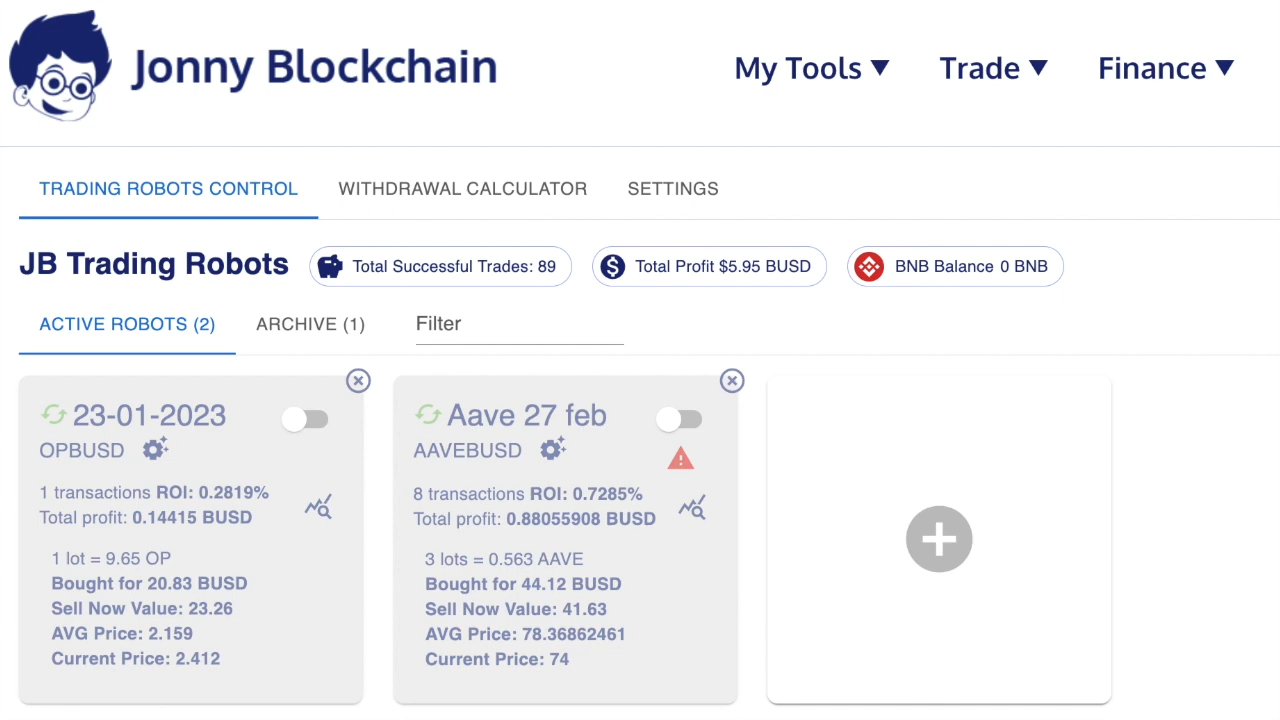 Jonny Blockchain
My Tools ▼ Trade ▼ Finance ▼
TRADING ROBOTS CONTROL WITHDRAWAL CALCULATOR SETTINGS
JB Trading Robots Total Successful Trades: 89 Total Profit $5.95 BUSD BNB Balance 0 BNB
ACTIVE ROBOTS (2) ARCHIVE (1) Filter
23-01-2023
OPBUSD
1 transactions ROI: 0.2819%
Total profit: 0.14415 BUSD
1 lot = 9.65 OP
Bought for 20.83 BUSD
Sell Now Value: 23.26
AVG Price: 2.159
Current Price: 2.412
Aave 27 feb
AAVEBUSD
8 transactions ROI: 0.7285%
Total profit: 0.88055908 BUSD
3 lots = 0.563 AAVE
Bought for 44.12 BUSD
Sell Now Value: 41.63
AVG Price: 78.36862461
Current Price: 74